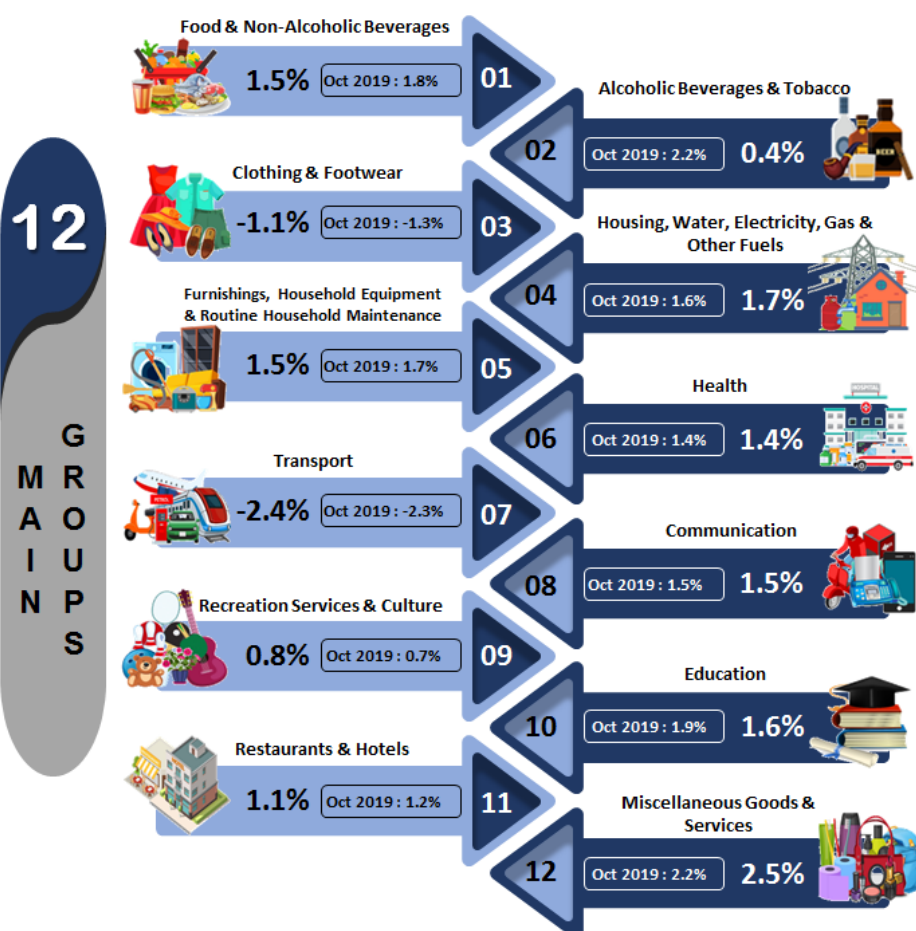 12
MAIN
GROUPS
Food & Non-Alcoholic Beverages
1.5%
Oct 2019 : 1.8%
01
Alcoholic Beverages & Tobacco
02
Oct 2019 : 2.2%
0.4%
BEER
Clothing & Footwear
-1.1%
Oct 2019 : -1.3%
03
Housing, Water, Electricity, Gas &
Other Fuels
04
Oct 2019 : 1.6%
1.7%
Furnishings, Household Equipment
& Routine Household Maintenance
1.5%
Oct 2019 : 1.7%
05
Health
HOSPITAL
06
Oct 2019 : 1.4%
1.4%
Transport
PETROL
-2.4%
Oct 2019 : -2.3%
07
Communication
08
Oct 2019 : 1.5%
1.5%
Recreation Services & Culture
0.8%
Oct 2019 : 0.7%
09
Education
10
Oct 2019 : 1.9%
1.6%
Restaurants & Hotels
1.1%
Oct 2019 : 1.2%
11
Miscellaneous Goods &
Services
12
Oct 2019 : 2.2%
2.5%